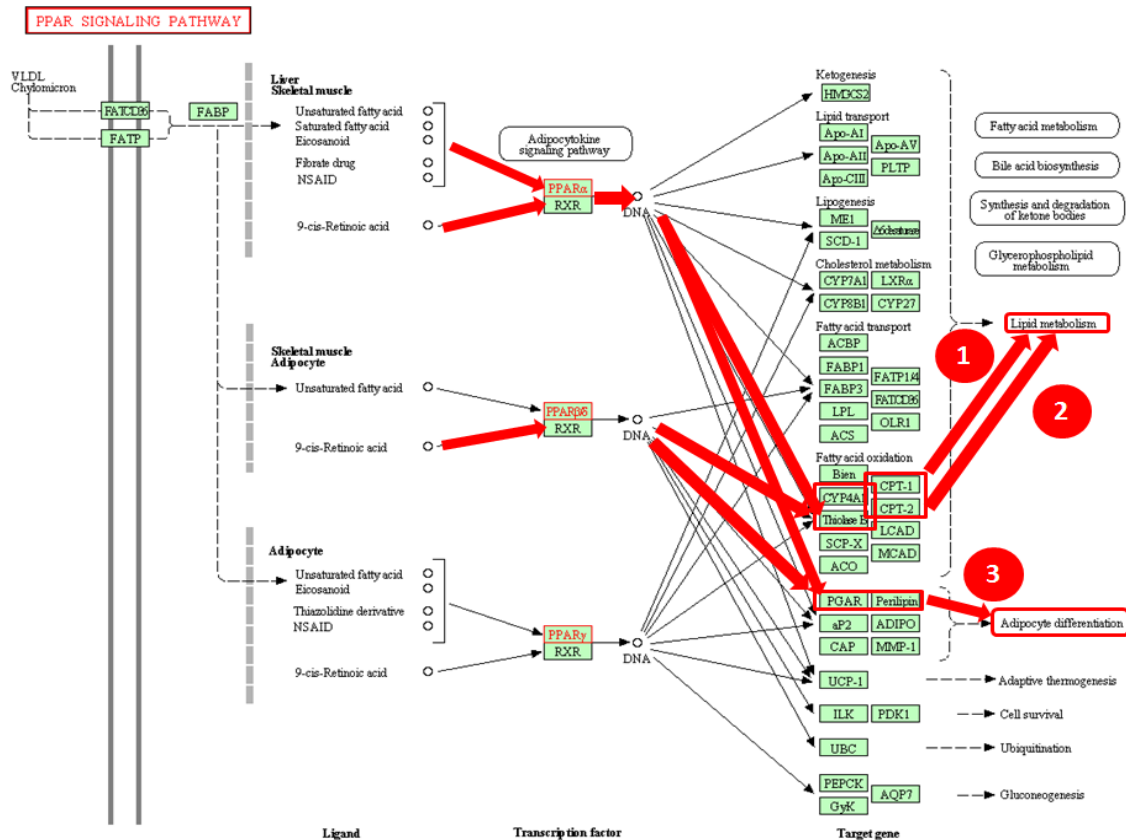 PPAR SIGNALING PATHWAY
VLDL
Chylomicron
FATCD36
FATP
FABP
Liver
Skeletal muscle
Unsaturated fatty acid
Saturated fatty acid
Eicosanoid
Fibrate drug
NSAID
9-cis-Retinoic acid
Adipocytokine
signaling pathway
PPARα
RXR
DNA
Skeletal muscle
Adipocyte
Unsaturated fatty acid
9-cis-Retinoic acid
PPARβ/δ
RXR
DNA
Adipocyte
Unsaturated fatty acid
Eicosanoid
Thiazolidine derivative
NSAID
9-cis-Retinoic acid
PPARγ
RXR
DNA
Ketogenesis
HMGCS2
Lipid transport
Apo-AI
Apo-AV
Apo-AII
PLTP
Apo-CIII
Lipogenesis
ME1
Δ6desaturase
SCD-1
Cholesterol metabolism
CYP7A1
LXRα
CYP8B1
CYP27
Fatty acid transport
ACBP
FABP1
FATP1/4
FABP3
FATCD36
LPL
OLR1
ACS
Fatty acid oxidation
Bien
CPT-1
CYP4A1
CPT-2
Thiolase B
LCAD
SCP-X
MCAD
ACO
PGAR
Perilipin
aP2
ADIPO
CAP
MMP-1
UCP-1
ILK
PDK1
UBC
PEPCK
AQP7
GyK
Fatty acid metabolism
Bile acid biosynthesis
Synthesis and degradation
of ketone bodies
Glycerophospholipid
metabolism
Lipid metabolism
1
2
3
Adipocyte differentiation
Adaptive thermogenesis
Cell survival
Ubiquitination
Gluconeogenesis
Ligand
Transcription factor
Target gene